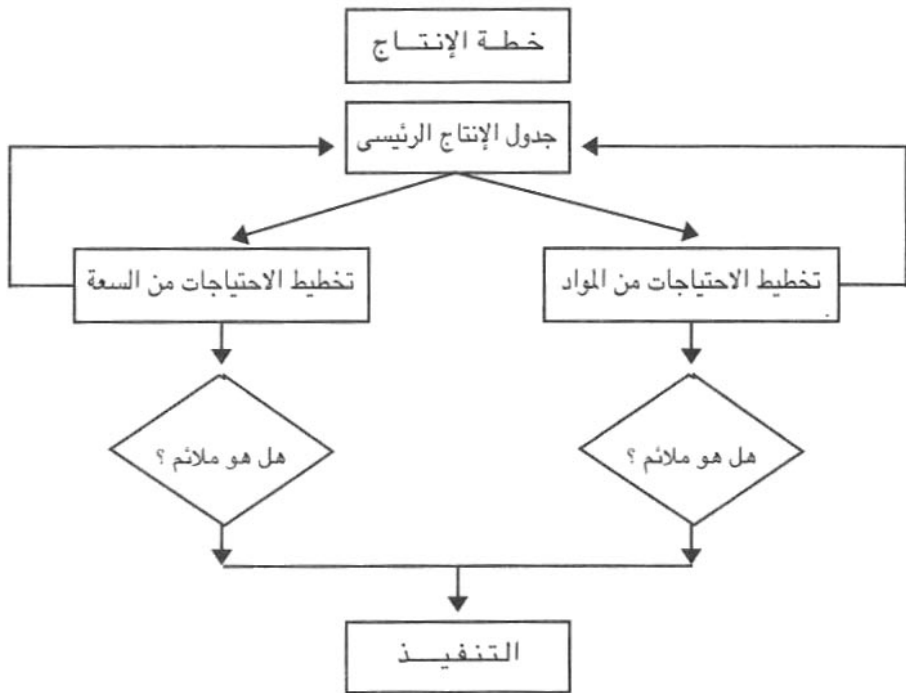 خطة الإنتاج
جدول الإنتاج الرئيسى
تخطيط الاحتياجات من المواد
تخطيط الاحتياجات من السعة
هل هو ملائم ؟
هل هو ملائم ؟
التنفيذ